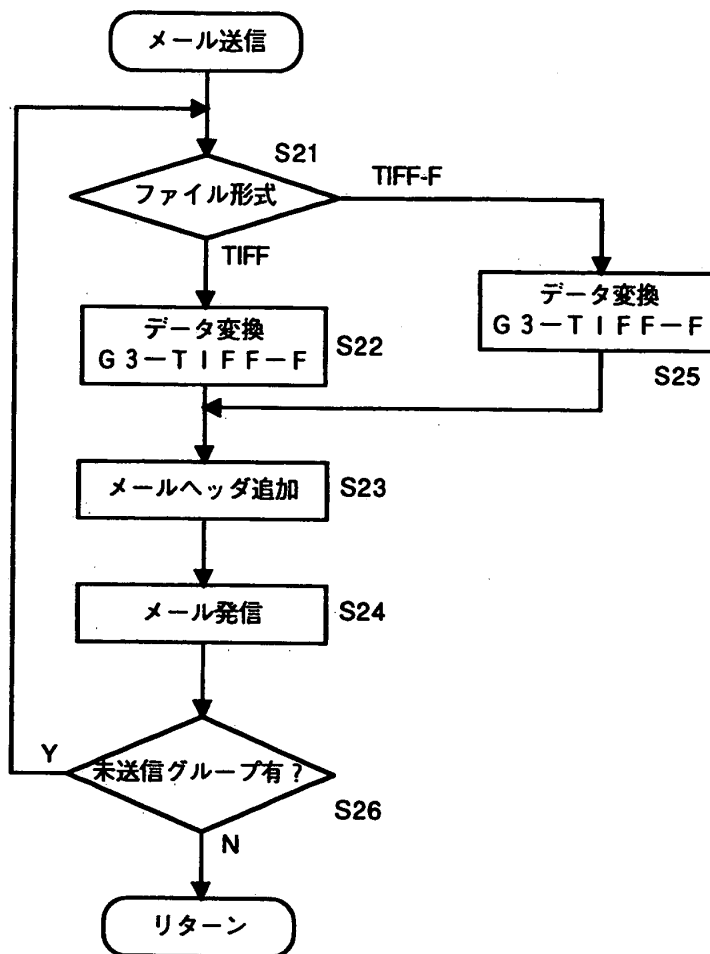 メール送信
S21
ファイル形式
TIFF-F
TIFF
データ変換
G3-TIFF-F
S22
データ変換
G3-TIFF-F
S25
メールヘッダ追加
S23
メール発信
S24
Y
未送信グループ有?
S26
N
リターン